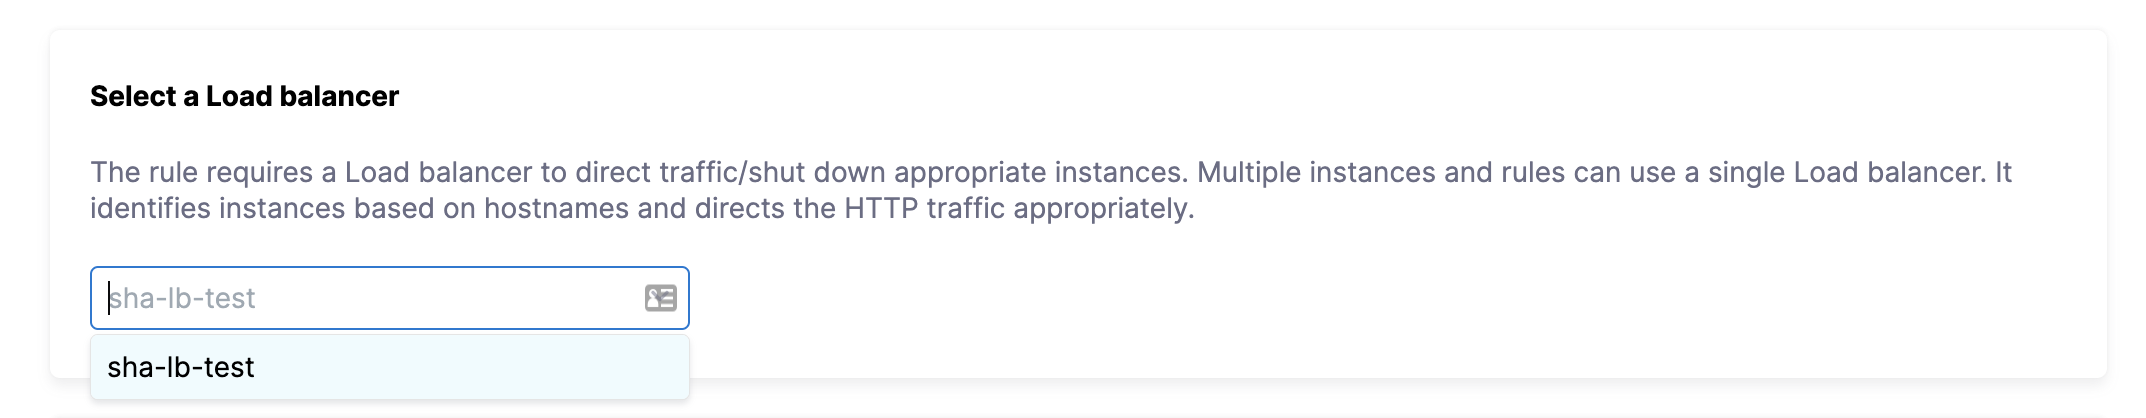 Select a Load balancer
The rule requires a Load balancer to direct traffic/shut down appropriate instances. Multiple instances and rules can use a single Load balancer. It
identifies instances based on hostnames and directs the HTTP traffic appropriately.
sha-lb-test
sha-lb-test